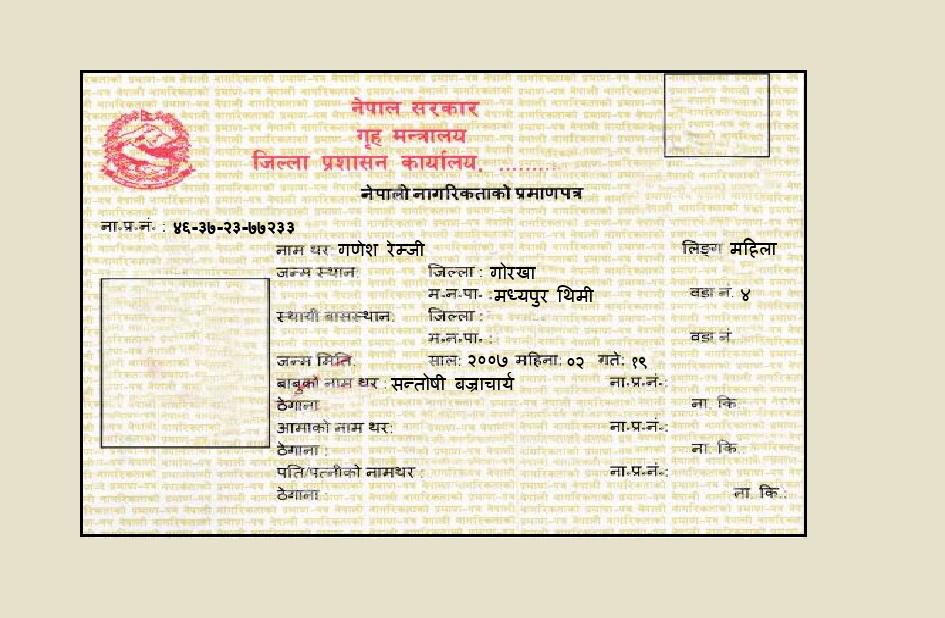 नेपाल सरकार
गृह मन्त्रालय
जिल्ला प्रशासन कार्यालय, .........
नेपाली नागरिकताको प्रमाणपत्र
ना.प्र.नं. : ४६-३७-२३-७७२३३
नाम थर: गणेश रेग्जी लिङ्ग महिला
जन्म स्थान: जिल्ला : गोरखा
म.न.पा. :मध्यपुर थिमी वडा नं. ४
स्थायी बासस्थान: जिल्ला :
म.न.पा. : वडा नं
जन्म मिति: साल: २००७ महिना: ०२ गते: १९
बाबुको नाम थर : सन्तोषी बज्राचार्य ना.प्र.नं.:
ठेगाना ना. कि.
आमाको नाम थर: ना.प्र.नं.:
ठेगाना : ना. कि.
पति/पत्नीको नामथर : ना.प्र.नं.:
ठेगाना : ना. कि.: